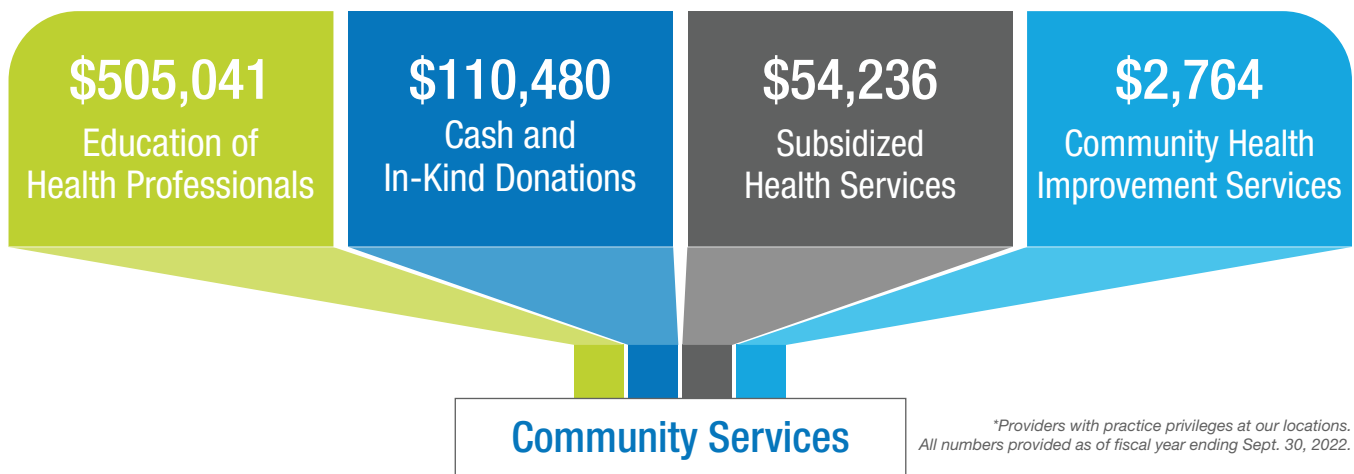 $505,041
Education of
Health Professionals
$110,480
Cash and
In-Kind Donations
$54,236
Subsidized
Health Services
$2,764
Community Health
Improvement Services
Community Services
*Providers with practice privileges at our locations.
All numbers provided as of fiscal year ending Sept. 30, 2022.